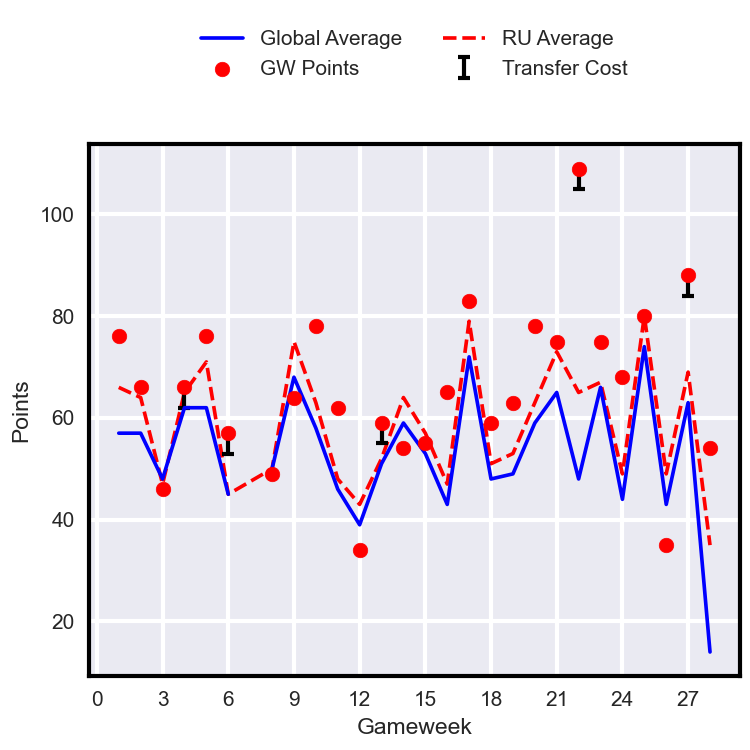 Global Average RU Average
GW Points Transfer Cost
100
80
60
40
20
Points
0 3 6 9 12 15 18 21 24 27
Gameweek